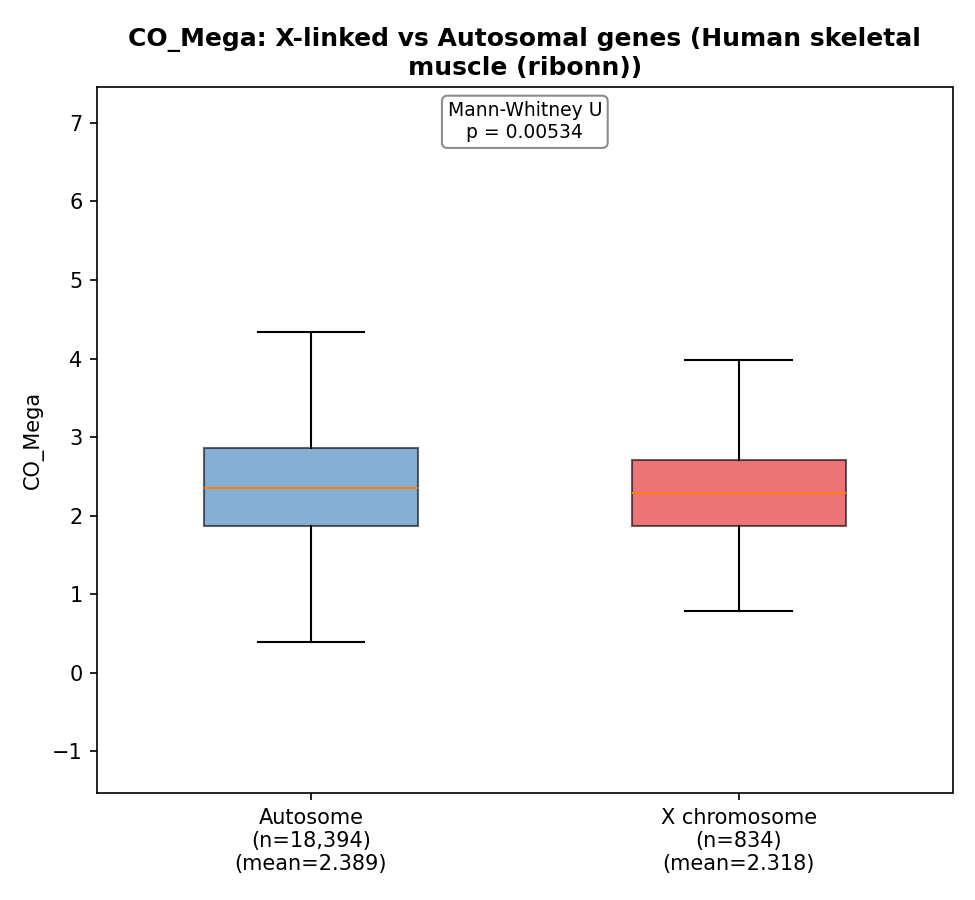 CO_Mega: X-linked vs Autosomal genes (Human skeletal
muscle (ribonn))
Mann-Whitney U
p = 0.00534
7
6
5
4
3
2
1
0
−1
CO_Mega
Autosome
(n=18,394)
(mean=2.389)
X chromosome
(n=834)
(mean=2.318)